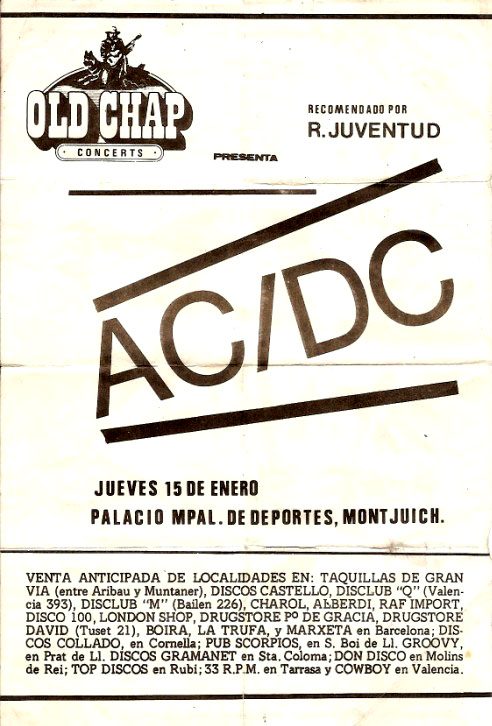 OLD CHAP
CONCERTS
RECOMENDADO POR
R. JUVENTUD
PRESENTA
AC/DC
JUEVES 15 DE ENERO
PALACIO MPAL. DE DEPORTES, MONTJUICH.
VENTA ANTICIPADA DE LOCALIDADES EN: TAQUILLAS DE GRAN
VIA (entre Aribau y Muntaner), DISCOS CASTELLO, DISCLUB "Q" (Valen-
cia 393), DISCLUB "M" (Bailen 226), CHAROL, ALBERDI, RAF IMPORT,
DISCO 100, LONDON SHOP, DRUGSTORE Pº DE GRACIA, DRUGSTORE
DAVID (Tuset 21), BOIRA, LA TRUFA, y MARXETA en Barcelona; DIS-
COS COLLADO, en Cornella; PUB SCORPIOS, en S. Boi de Ll. GROOVY,
en Prat de Ll. DISCOS GRAMANET en Sta. Coloma; DON DISCO en Molins
de Rei; TOP DISCOS en Rubi; 33 R.P.M. en Tarrasa y COWBOY en Valencia.